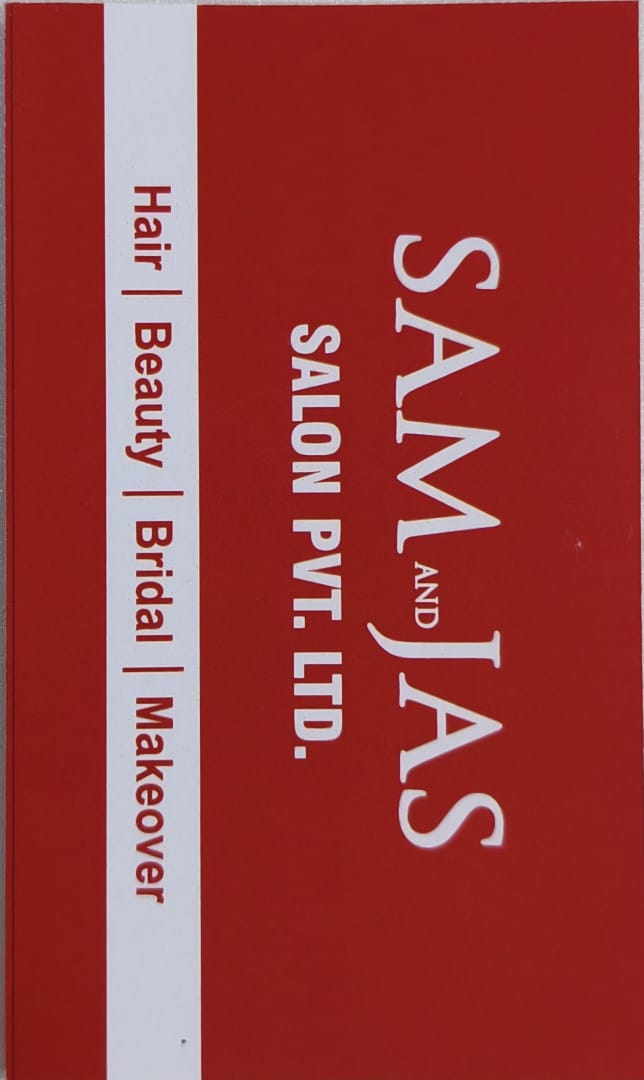 SAM AND JAS
SALON PVT. LTD.
Hair | Beauty | Bridal | Makeover